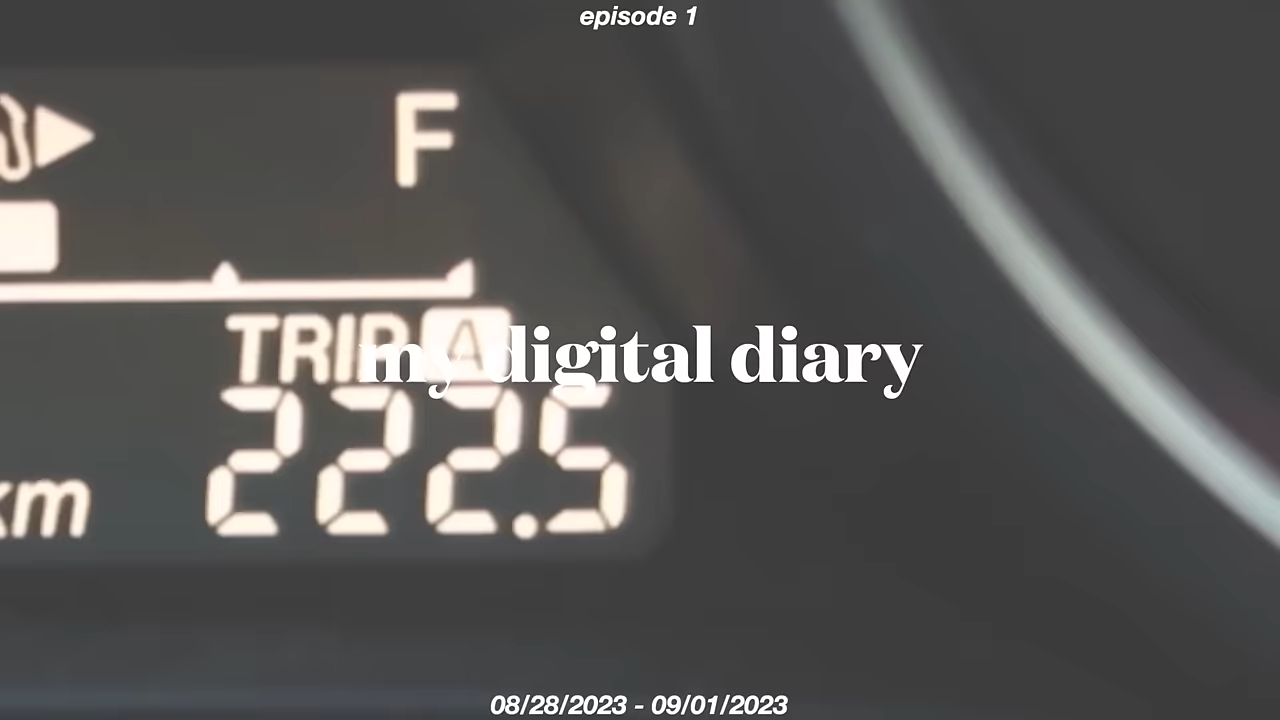 episode 1
F
TRIP A
my digital diary
222.5
km
08/28/2023 - 09/01/2023